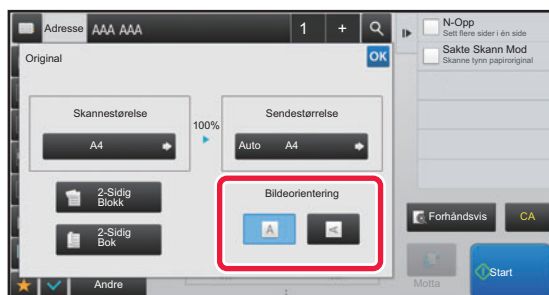 Adresse AAA AAA 1 +
Original
OK
Skannestørelse
A4
100%
Sendestørrelse
Auto A4
2-Sidig
Blokk
2-Sidig
Bok
Bildeorientering
A
A
Andre
N-Opp
Sett flere sider i én side
Sakte Skann Mod
Skanne tynn papiroriginal
Forhåndsvis
CA
Motta
Start